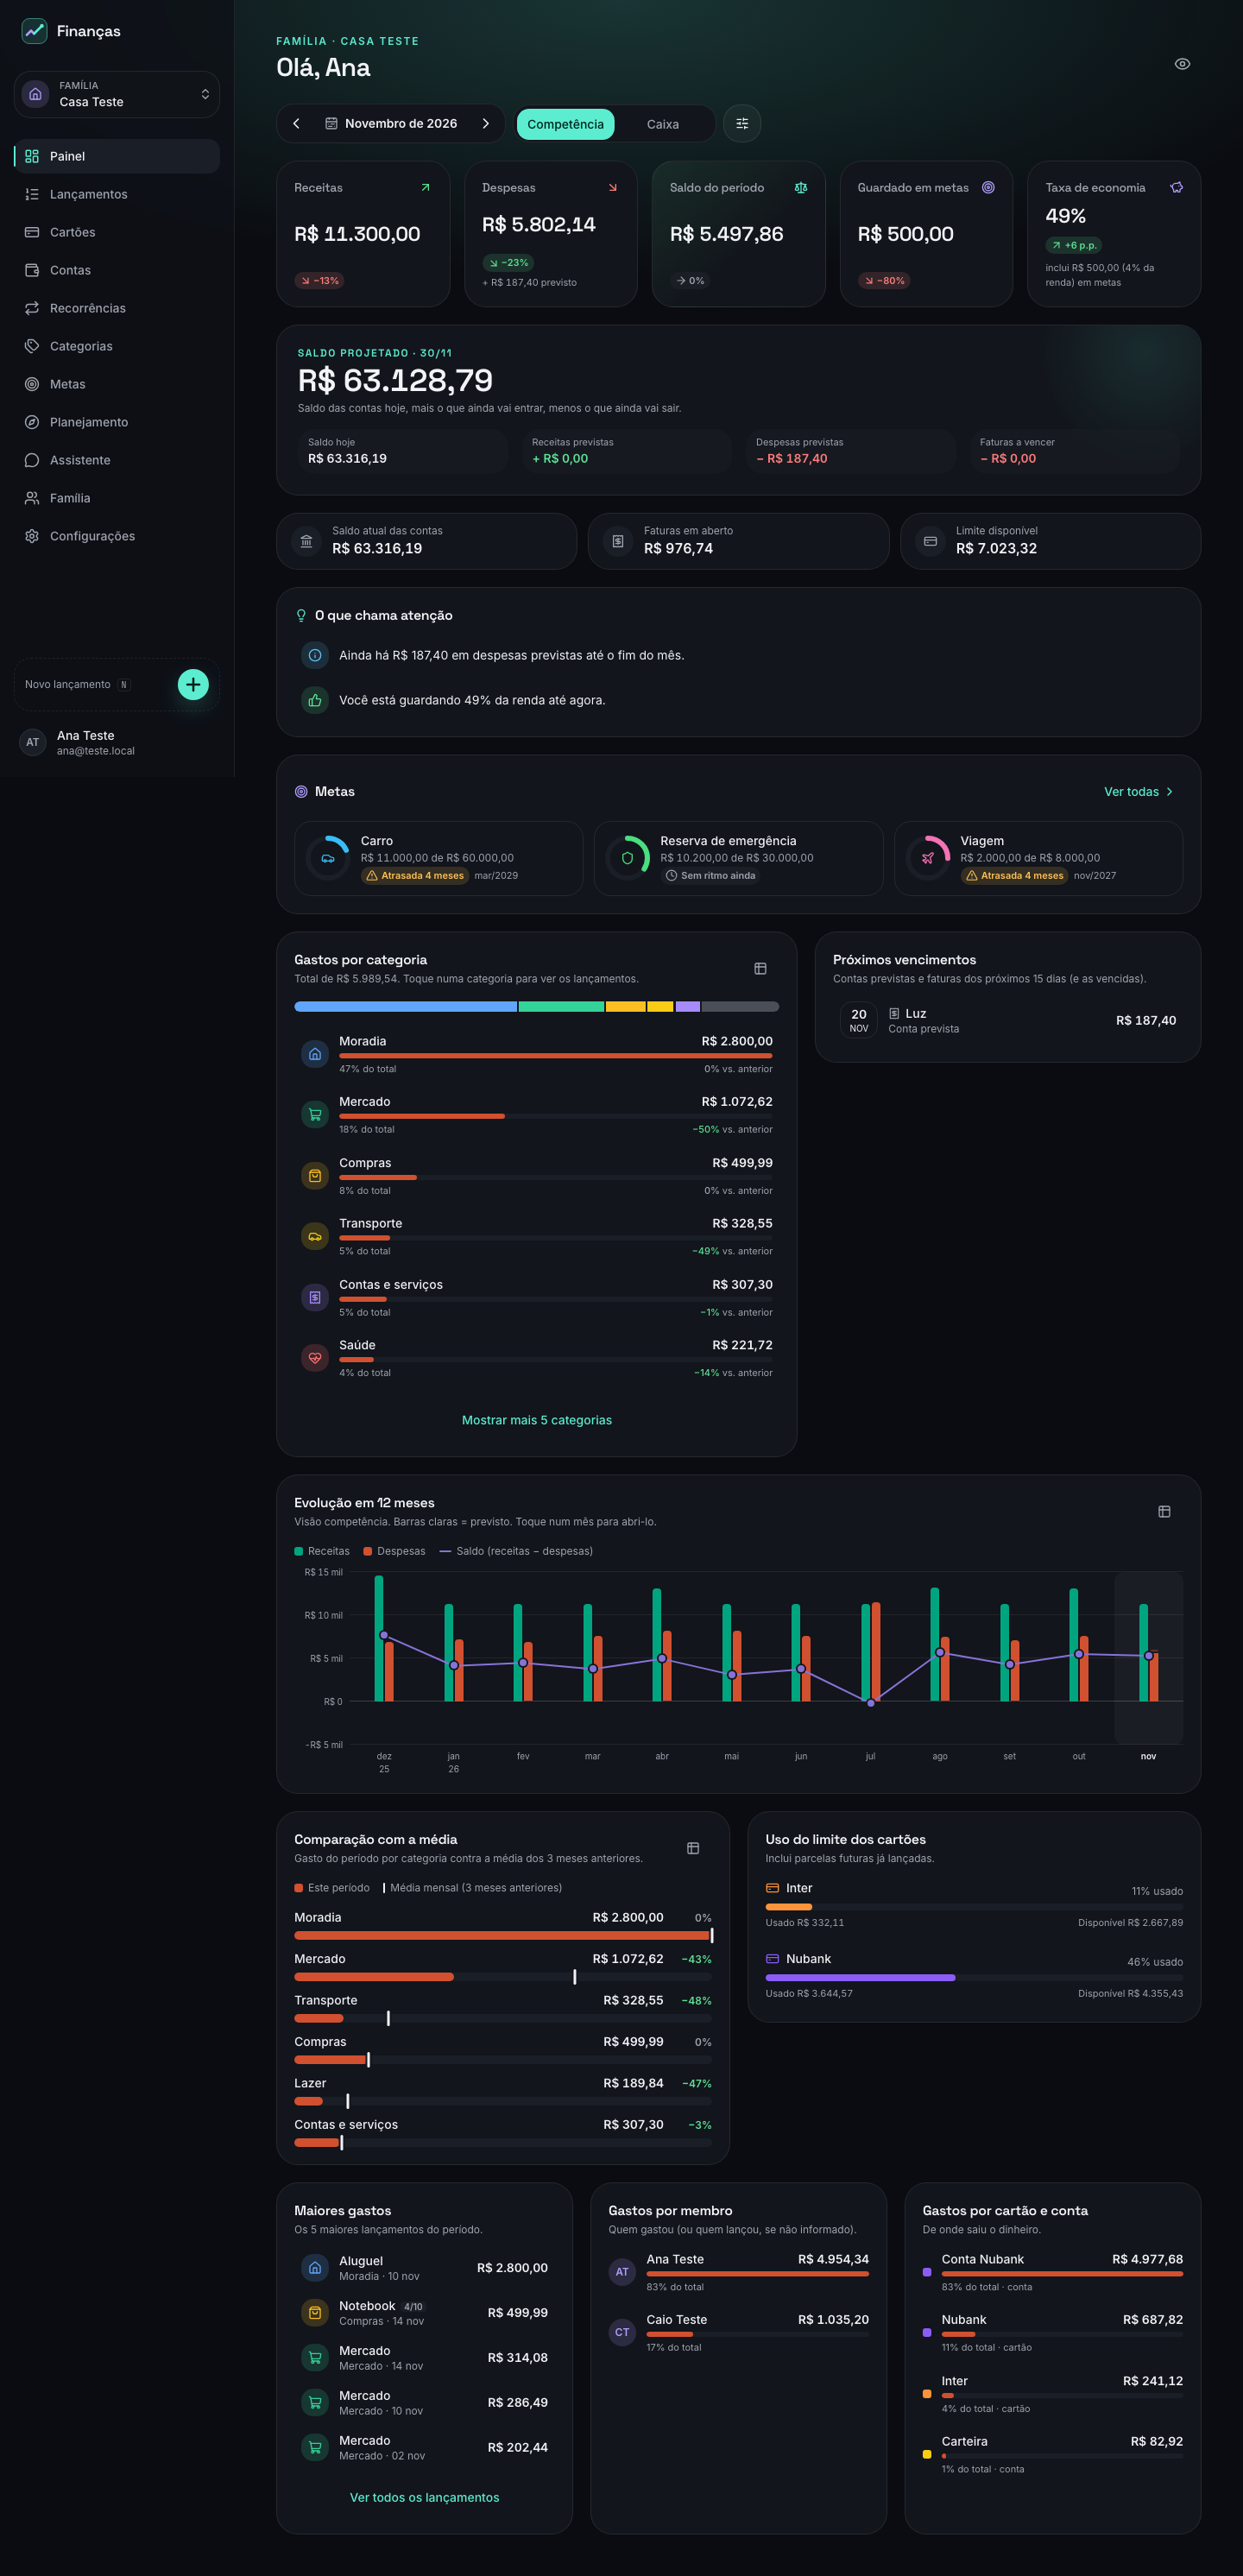 Finanças
FAMÍLIA
Casa Teste
Painel
Lançamentos
Cartões
Contas
Recorrências
Categorias
Metas
Planejamento
Assistente
Família
Configurações
Novo lançamento N
AT
Ana Teste
ana@teste.local
FAMÍLIA · CASA TESTE
Olá, Ana
Novembro de 2026
Competência
Caixa
Receitas
R$ 11.300,00
−13%
Despesas
R$ 5.802,14
−23%
+ R$ 187,40 previsto
Saldo do período
R$ 5.497,86
0%
Guardado em metas
R$ 500,00
−80%
Taxa de economia
49%
+6 p.p.
inclui R$ 500,00 (4% da
renda) em metas
SALDO PROJETADO · 30/11
R$ 63.128,79
Saldo das contas hoje, mais o que ainda vai entrar, menos o que ainda vai sair.
Saldo hoje
R$ 63.316,19
Receitas previstas
+ R$ 0,00
Despesas previstas
− R$ 187,40
Faturas a vencer
− R$ 0,00
Saldo atual das contas
R$ 63.316,19
Faturas em aberto
R$ 976,74
Limite disponível
R$ 7.023,32
O que chama atenção
Ainda há R$ 187,40 em despesas previstas até o fim do mês.
Você está guardando 49% da renda até agora.
Metas
Ver todas
Carro
R$ 11.000,00 de R$ 60.000,00
Atrasada 4 meses mar/2029
Reserva de emergência
R$ 10.200,00 de R$ 30.000,00
Sem ritmo ainda
Viagem
R$ 2.000,00 de R$ 8.000,00
Atrasada 4 meses nov/2027
Gastos por categoria
Total de R$ 5.989,54. Toque numa categoria para ver os lançamentos.
Moradia R$ 2.800,00
47% do total 0% vs. anterior
Mercado R$ 1.072,62
18% do total −50% vs. anterior
Compras R$ 499,99
8% do total 0% vs. anterior
Transporte R$ 328,55
5% do total −49% vs. anterior
Contas e serviços R$ 307,30
5% do total −1% vs. anterior
Saúde R$ 221,72
4% do total −14% vs. anterior
Mostrar mais 5 categorias
Próximos vencimentos
Contas previstas e faturas dos próximos 15 dias (e as vencidas).
20
NOV
Luz
Conta prevista
R$ 187,40
Evolução em 12 meses
Visão competência. Barras claras = previsto. Toque num mês para abri-lo.
Receitas Despesas Saldo (receitas − despesas)
R$ 15 mil
R$ 10 mil
R$ 5 mil
R$ 0
-R$ 5 mil
dez jan fev mar abr mai jun jul ago set out nov
25 26
Comparação com a média
Gasto do período por categoria contra a média dos 3 meses anteriores.
Este período Média mensal (3 meses anteriores)
Moradia R$ 2.800,00 0%
Mercado R$ 1.072,62 −43%
Transporte R$ 328,55 −48%
Compras R$ 499,99 0%
Lazer R$ 189,84 −47%
Contas e serviços R$ 307,30 −3%
Uso do limite dos cartões
Inclui parcelas futuras já lançadas.
Inter 11% usado
Usado R$ 332,11 Disponível R$ 2.667,89
Nubank 46% usado
Usado R$ 3.644,57 Disponível R$ 4.355,43
Maiores gastos
Os 5 maiores lançamentos do período.
Aluguel R$ 2.800,00
Moradia · 10 nov
Notebook 4/10 R$ 499,99
Compras · 14 nov
Mercado R$ 314,08
Mercado · 14 nov
Mercado R$ 286,49
Mercado · 10 nov
Mercado R$ 202,44
Mercado · 02 nov
Ver todos os lançamentos
Gastos por membro
Quem gastou (ou quem lançou, se não informado).
AT
Ana Teste R$ 4.954,34
83% do total
CT
Caio Teste R$ 1.035,20
17% do total
Gastos por cartão e conta
De onde saiu o dinheiro.
Conta Nubank R$ 4.977,68
83% do total · conta
Nubank R$ 687,82
11% do total · cartão
Inter R$ 241,12
4% do total · cartão
Carteira R$ 82,92
1% do total · conta